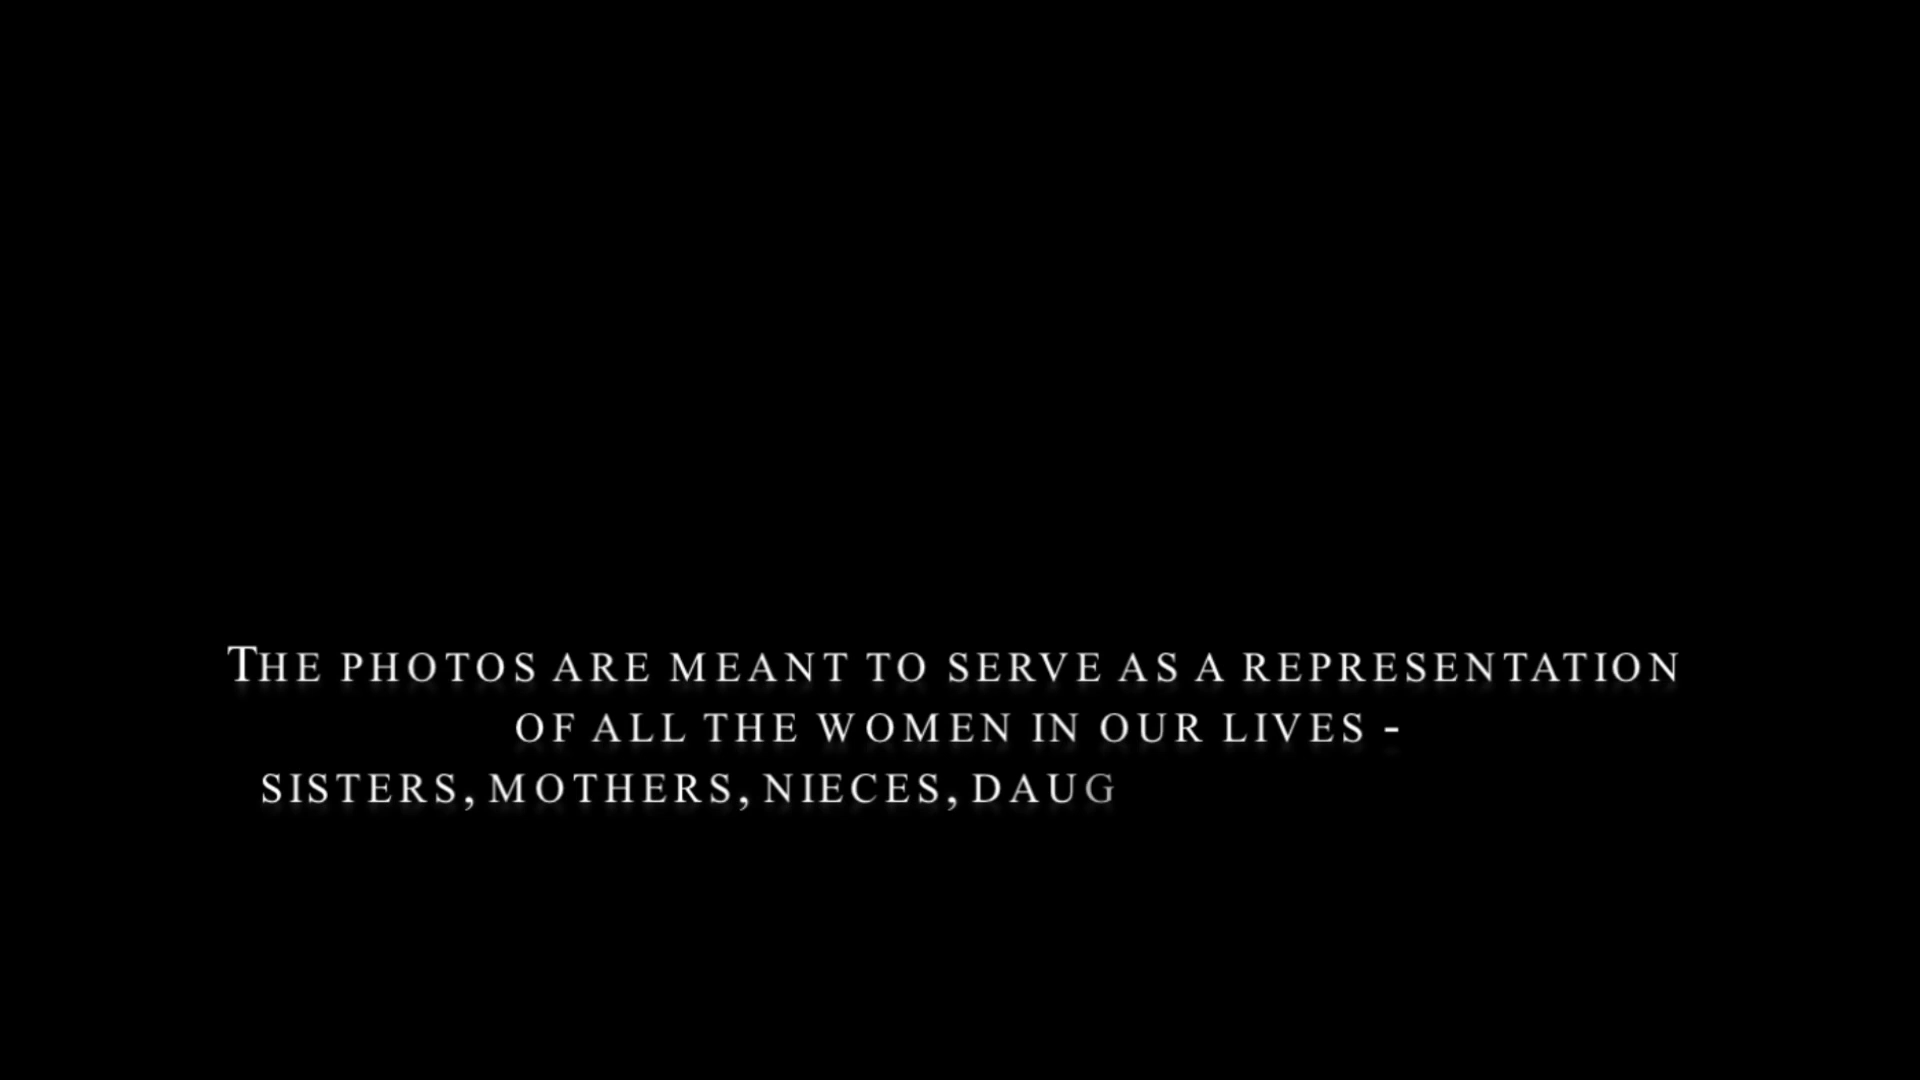 THE PHOTOS ARE MEANT TO SERVE AS A REPRESENTATION
OF ALL THE WOMEN IN OUR LIVES -
SISTERS, MOTHERS, NIECES, DAUG